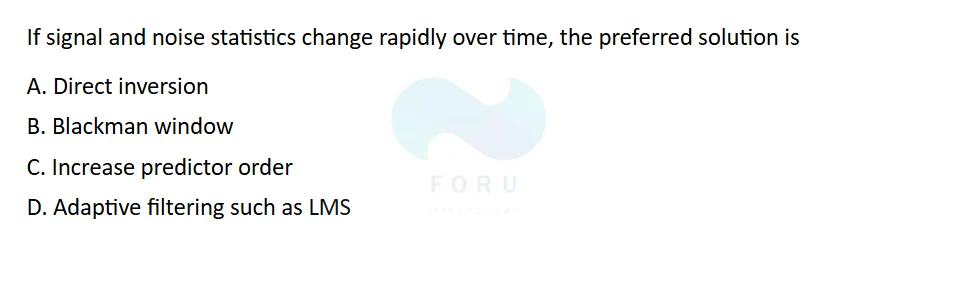 If signal and noise statistics change rapidly over time, the preferred solution is
A. Direct inversion
B. Blackman window
C. Increase predictor order
D. Adaptive filtering such as LMS
FORU